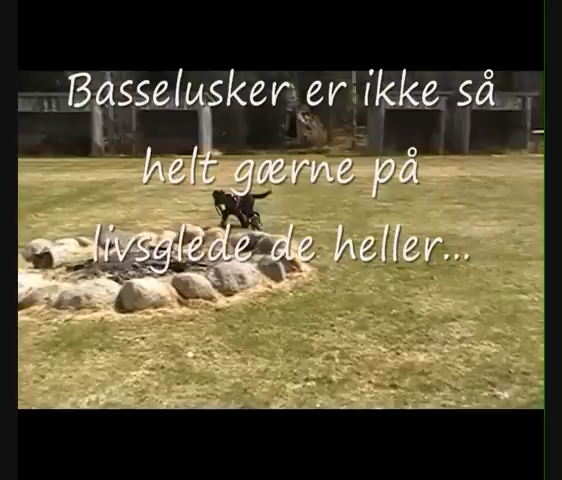 Basselusker er ikke så
helt gærne på
livsglede de heller...